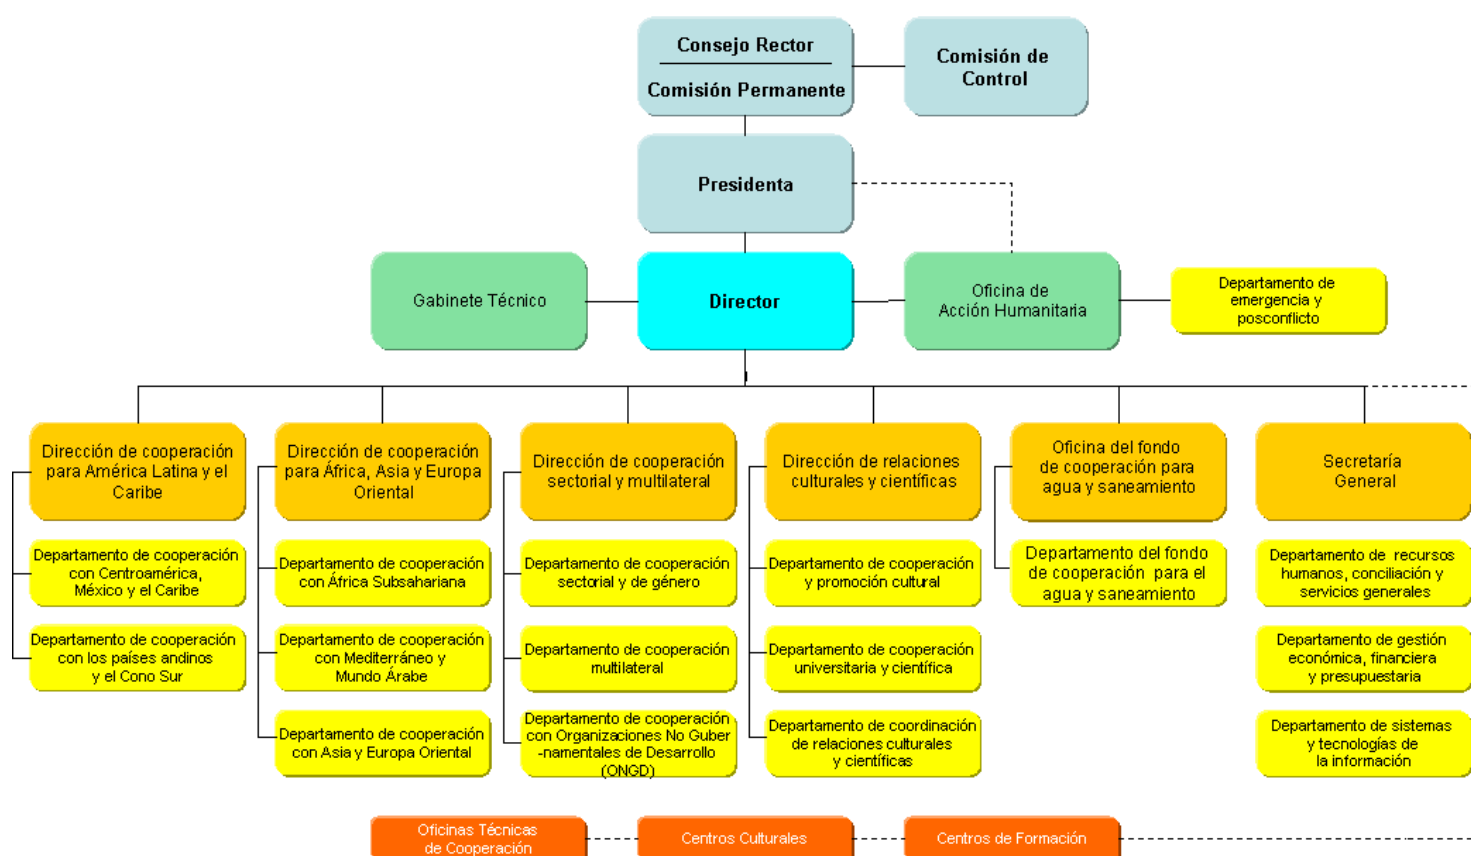 Consejo Rector
Comisión Permanente
Comisión de
Control
Presidenta
Gabinete Técnico
Director
Oficina de
Acción Humanitaria
Departamento de
emergencia y
posconflicto
Dirección de cooperación
para América Latina y el
Caribe
Dirección de cooperación
para África, Asia y Europa
Oriental
Dirección de cooperación
sectorial y multilateral
Dirección de relaciones
culturales y científicas
Oficina del fondo
de cooperación para
agua y saneamiento
Secretaría
General
Departamento de cooperación
con Centroamérica,
México y el Caribe
Departamento de cooperación
con África Subsahariana
Departamento de cooperación
sectorial y de género
Departamento de cooperación
y promoción cultural
Departamento del fondo
de cooperación para el
agua y saneamiento
Departamento de recursos
humanos, conciliación y
servicios generales
Departamento de cooperación
con los países andinos
y el Cono Sur
Departamento de cooperación
con Mediterráneo y
Mundo Árabe
Departamento de cooperación
multilateral
Departamento de cooperación
universitaria y científica
Departamento de gestión
económica, financiera
y presupuestaria
Departamento de cooperación
con Asia y Europa Oriental
Departamento de cooperación
con Organizaciones No Guber
-namentales de Desarrollo
(ONGD)
Departamento de coordinación
de relaciones culturales
y científicas
Departamento de sistemas
y tecnologías de
la información
Oficinas Técnicas
de Cooperación
Centros Culturales
Centros de Formación